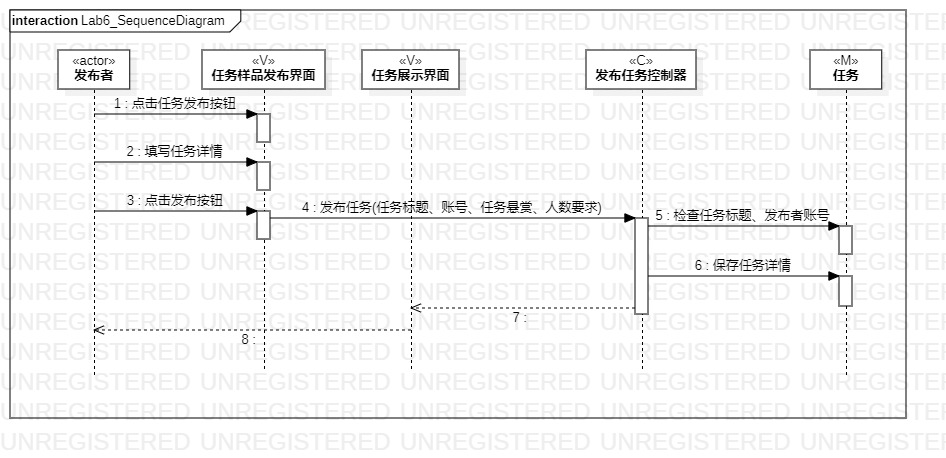 interaction Lab6_SequenceDiagram
«actor»
发布者
«V»
任务样品发布界面
«V»
任务展示界面
«C»
发布任务控制器
«M»
任务
1 : 点击任务发布按钮
2 : 填写任务详情
3 : 点击发布按钮
4 : 发布任务(任务标题、账号、任务悬赏、人数要求)
5 : 检查任务标题、发布者账号
6 : 保存任务详情
7 :
8 :
UNREGISTERED